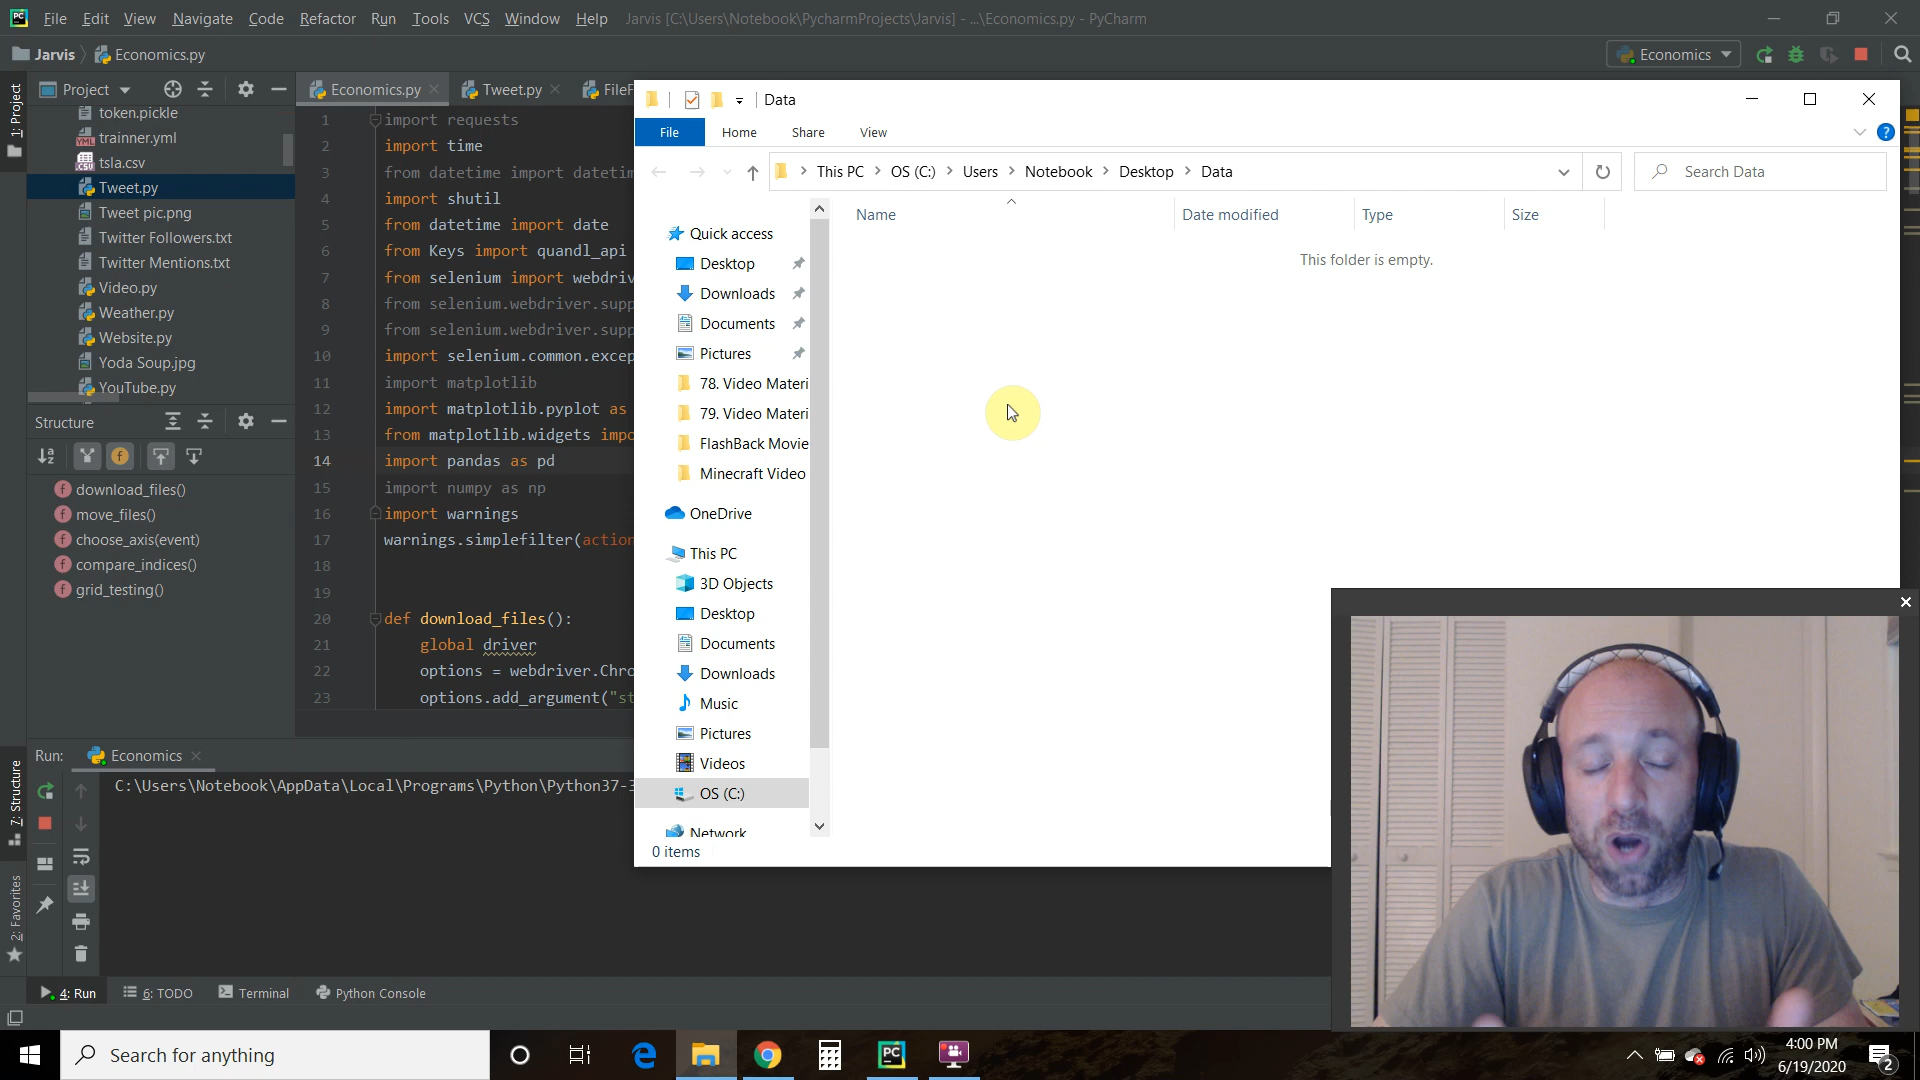 File Edit View Navigate Code Refactor Run Tools VCS Window Help Jarvis [C:\Users\Notebook\PycharmProjects\Jarvis] - ...\Economics.py - PyCharm
Jarvis Economics.py
Economics
1: Project
Project
token.pickle
trainner.yml
tsla.csv
Tweet.py
Tweet pic.png
Twitter Followers.txt
Twitter Mentions.txt
Video.py
Weather.py
Website.py
Yoda Soup.jpg
YouTube.py
Structure
download_files()
move_files()
choose_axis(event)
compare_indices()
grid_testing()
7: Structure
2: Favorites
Economics.py Tweet.py FileF
1 import requests
2 import time
3 from datetime import datetim
4 import shutil
5 from datetime import date
6 from Keys import quandl_api
7 from selenium import webdriv
8 from selenium.webdriver.supp
9 from selenium.webdriver.supp
10 import selenium.common.excep
11 import matplotlib
12 import matplotlib.pyplot as
13 from matplotlib.widgets impo
14 import pandas as pd
15 import numpy as np
16 import warnings
17 warnings.simplefilter(action
18
19
20 def download_files():
21 global driver
22 options = webdriver.Chro
23 options.add_argument("st
Data
File Home Share View
This PC > OS (C:) > Users > Notebook > Desktop > Data
Search Data
Name Date modified Type Size
This folder is empty.
Quick access
Desktop
Downloads
Documents
Pictures
78. Video Materi
79. Video Materi
FlashBack Movie
Minecraft Video
OneDrive
This PC
3D Objects
Desktop
Documents
Downloads
Music
Pictures
Videos
OS (C:)
Network
0 items
Run: Economics
C:\Users\Notebook\AppData\Local\Programs\Python\Python37-3
4: Run 6: TODO Terminal Python Console
Search for anything
4:00 PM
6/19/2020
2